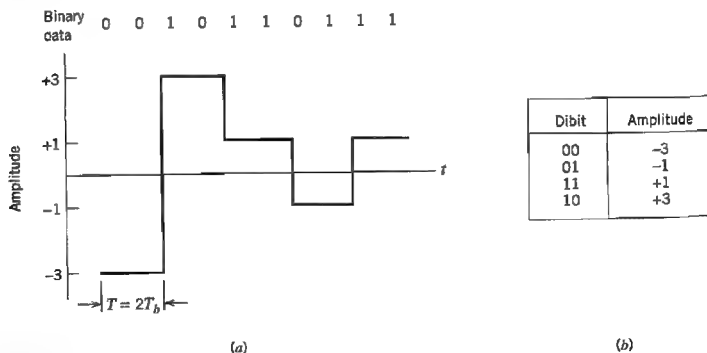 Binary data 0 0 1 0 1 1 0 1 1 1
+3
+1
-1
-3
Amplitude
t
T = 2T_b
(a)
Dibit Amplitude
00 -3
01 -1
11 +1
10 +3
(b)